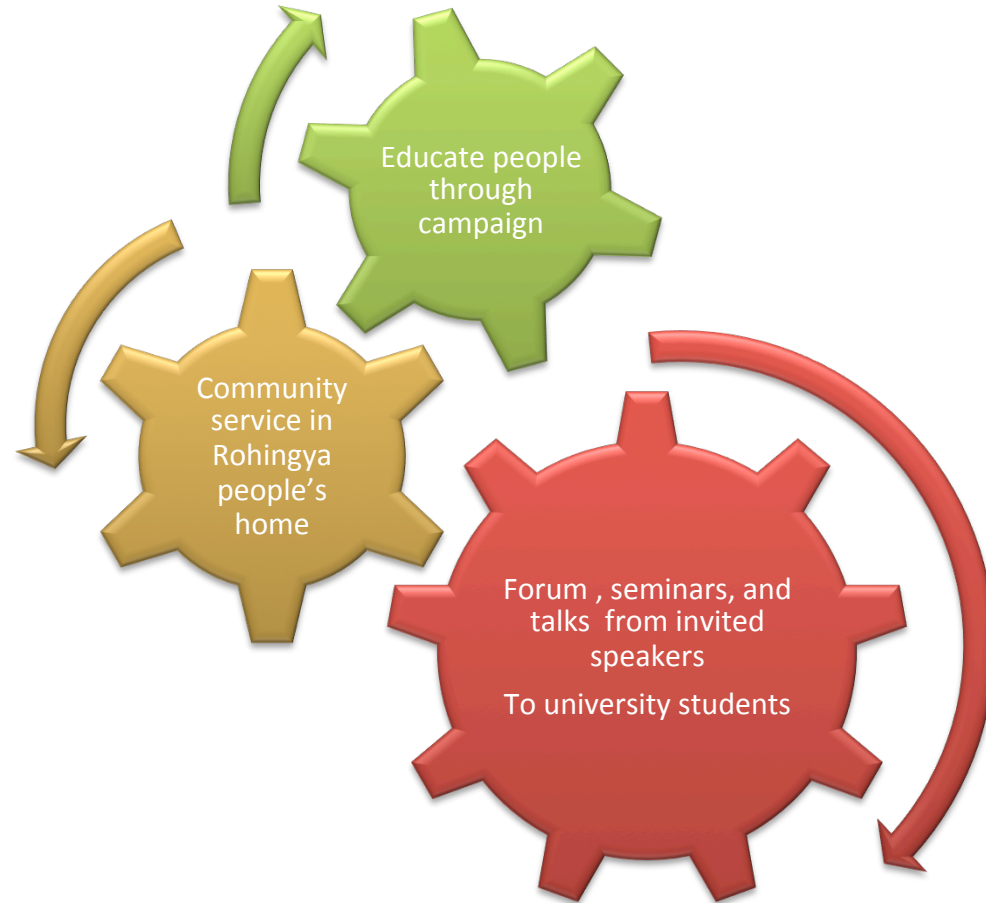 Educate people
through
campaign
Community
service in
Rohingya
people’s
home
Forum , seminars, and
talks  from invited
speakers
To university students